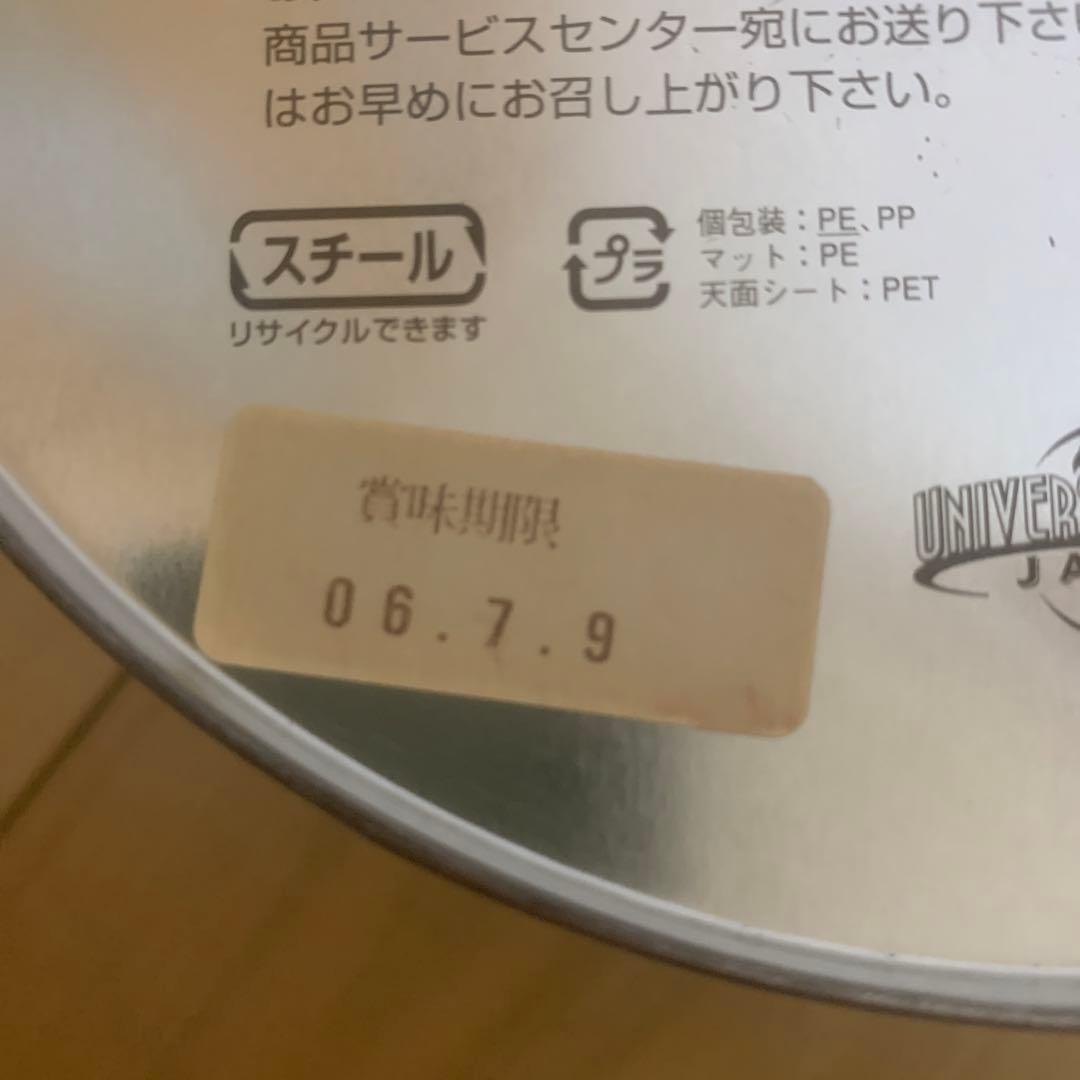 商品サービスセンター宛にお送り下さ
はお早めにお召し上がり下さい。
スチール
リサイクルできます
プラ
個包装：PE、PP
マット：PE
天面シート：PET
賞味期限
06.7.9
UNIVER
JA